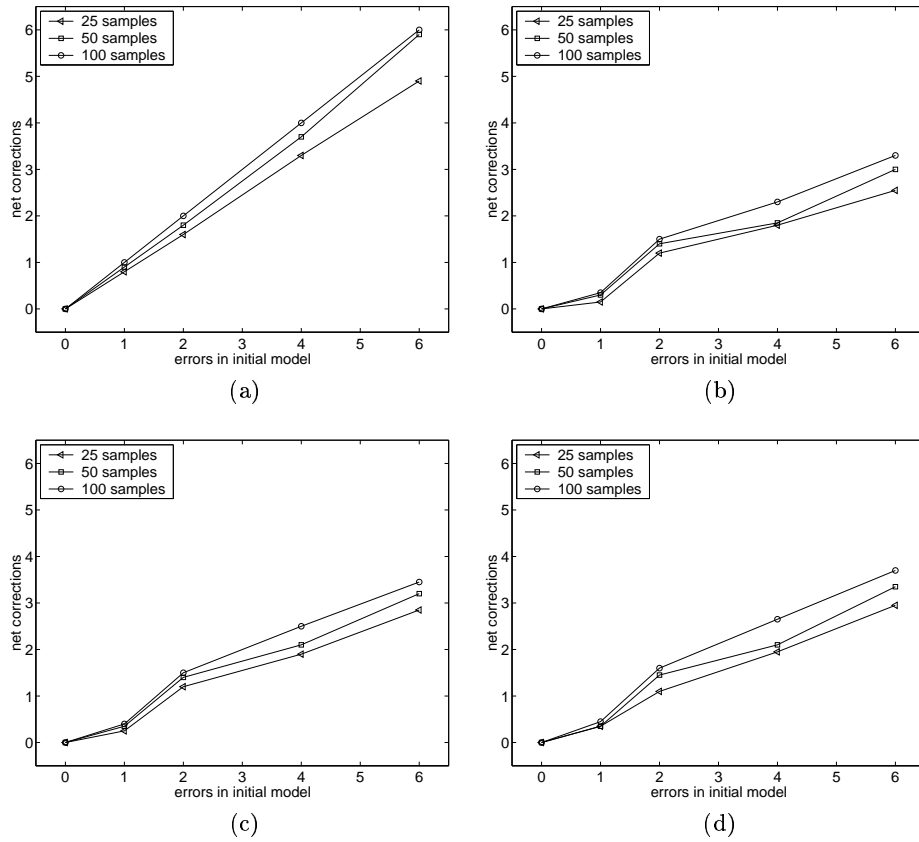 25 samples
50 samples
100 samples
6
5
4
3
2
1
0
net corrections
0 1 2 3 4 5 6
errors in initial model
(a)
25 samples
50 samples
100 samples
6
5
4
3
2
1
0
net corrections
0 1 2 3 4 5 6
errors in initial model
(b)
25 samples
50 samples
100 samples
6
5
4
3
2
1
0
net corrections
0 1 2 3 4 5 6
errors in initial model
(c)
25 samples
50 samples
100 samples
6
5
4
3
2
1
0
net corrections
0 1 2 3 4 5 6
errors in initial model
(d)